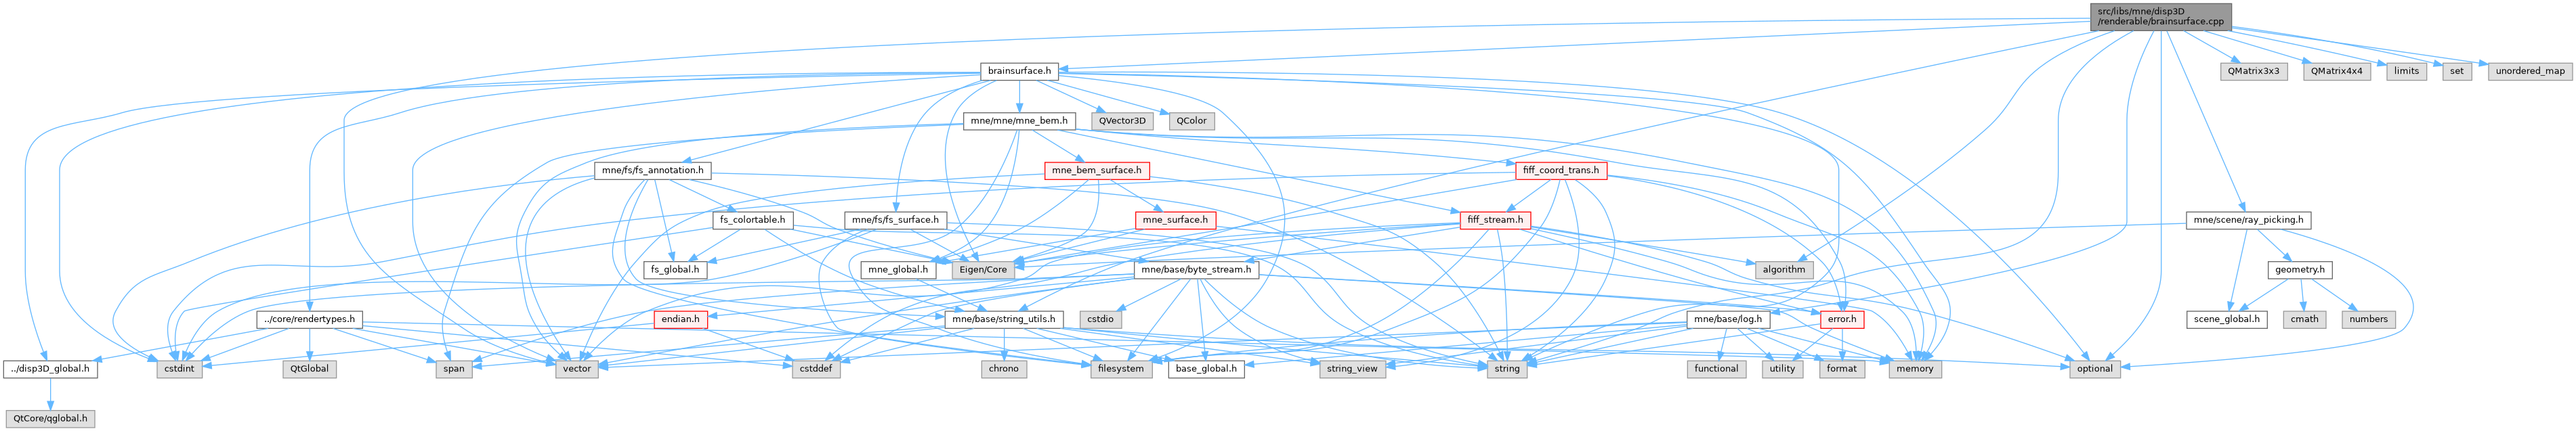 src/libs/mne/disp3D
/renderable/brainsurface.cpp
brainsurface.h
QMatrix3x3
QMatrix4x4
limits
set
unordered_map
mne/mne/mne_bem.h
QVector3D
QColor
mne/fs/fs_annotation.h
mne_bem_surface.h
fiff_coord_trans.h
fs_colortable.h
mne/fs/fs_surface.h
mne_surface.h
fiff_stream.h
mne/scene/ray_picking.h
fs_global.h
mne_global.h
Eigen/Core
mne/base/byte_stream.h
algorithm
geometry.h
../core/rendertypes.h
endian.h
mne/base/string_utils.h
cstdio
mne/base/log.h
error.h
scene_global.h
cmath
numbers
../disp3D_global.h
cstdint
QtGlobal
span
vector
cstddef
chrono
filesystem
base_global.h
string_view
string
functional
utility
format
memory
optional
QtCore/qglobal.h